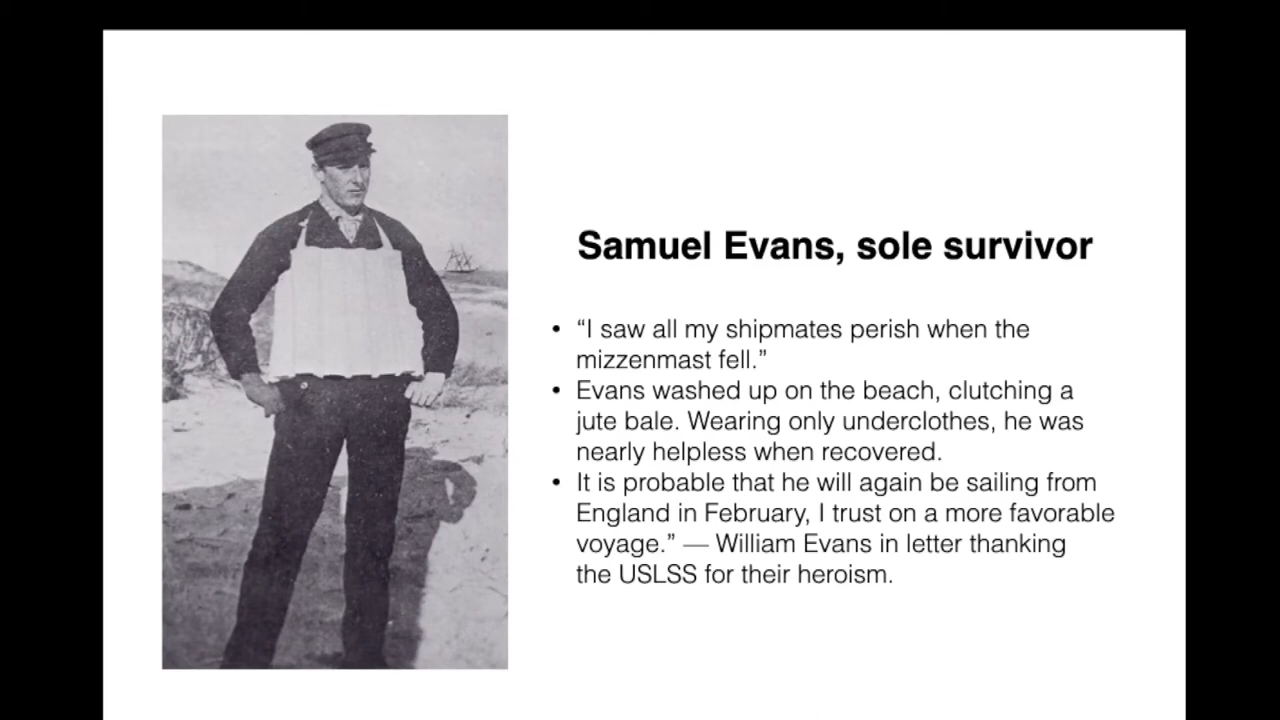 Samuel Evans, sole survivor
• “I saw all my shipmates perish when the
mizzenmast fell.”
• Evans washed up on the beach, clutching a
jute bale. Wearing only underclothes, he was
nearly helpless when recovered.
• It is probable that he will again be sailing from
England in February, I trust on a more favorable
voyage.” — William Evans in letter thanking
the USLSS for their heroism.